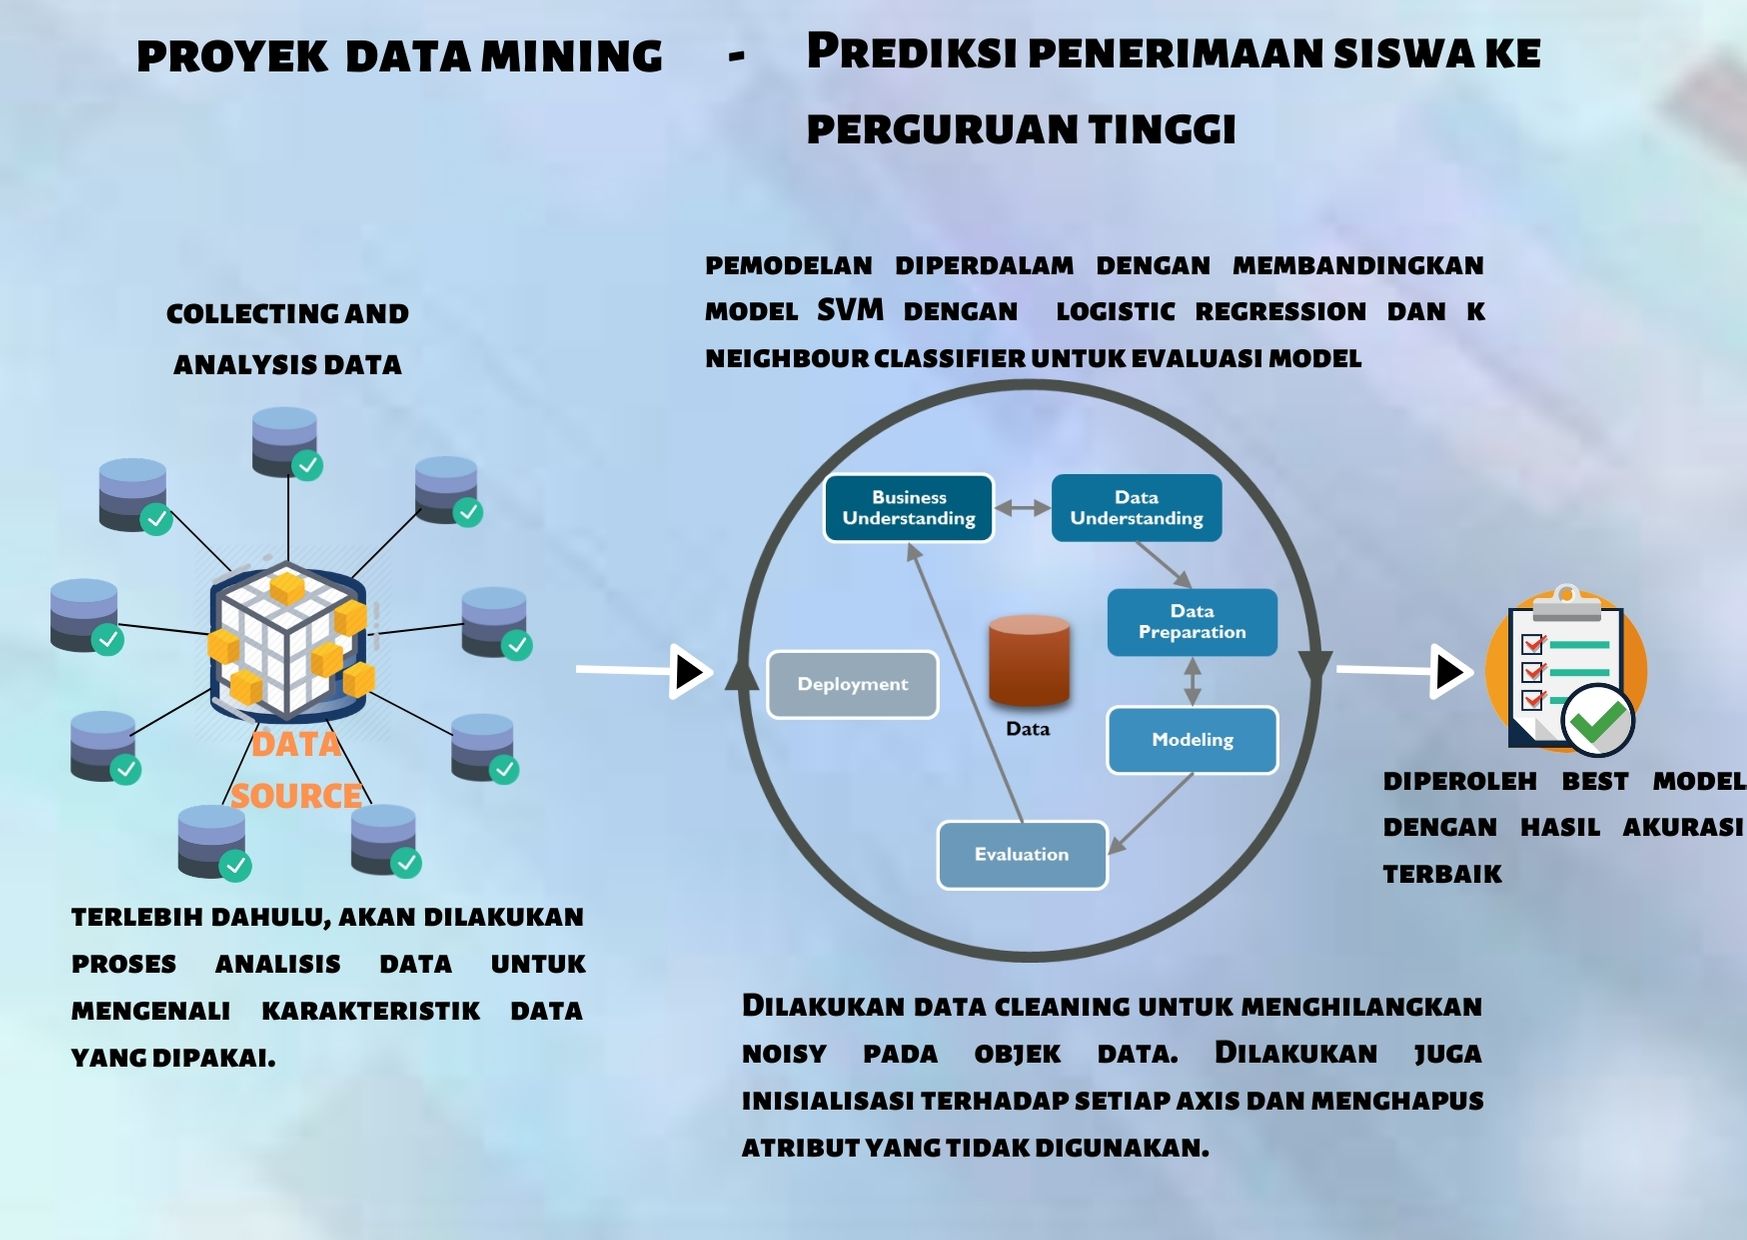 PROYEK DATA MINING - PREDIKSI PENERIMAAN SISWA KE
PERGURUAN TINGGI
COLLECTING AND
ANALYSIS DATA
DATA
SOURCE
TERLEBIH DAHULU, AKAN DILAKUKAN
PROSES ANALISIS DATA UNTUK
MENGENALI KARAKTERISTIK DATA
YANG DIPAKAI.
PEMODELAN DIPERDALAM DENGAN MEMBANDINGKAN
MODEL SVM DENGAN LOGISTIC REGRESSION DAN K
NEIGHBOUR CLASSIFIER UNTUK EVALUASI MODEL
Business
Understanding
Data
Understanding
Data
Preparation
Deployment
Data
Modeling
Evaluation
DILAKUKAN DATA CLEANING UNTUK MENGHILANGKAN
NOISY PADA OBJEK DATA. DILAKUKAN JUGA
INISIALISASI TERHADAP SETIAP AXIS DAN MENGHAPUS
ATRIBUT YANG TIDAK DIGUNAKAN.
DIPEROLEH BEST MODEL
DENGAN HASIL AKURASI
TERBAIK